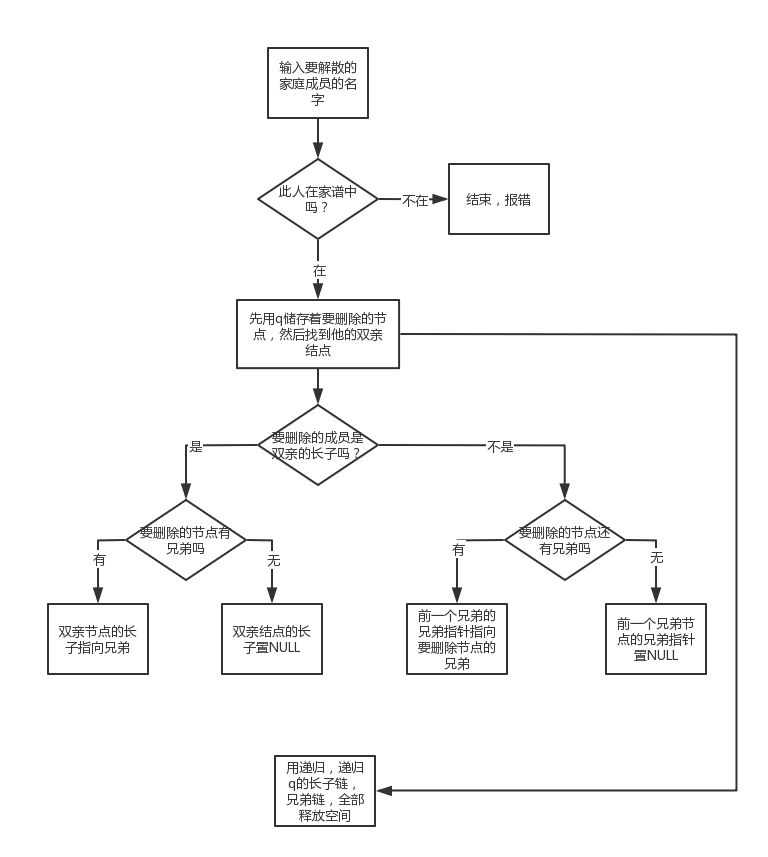 输入要解散的
家庭成员的名
字
此人在家谱中
吗？
不在
结束，报错
在
先用q储存着要删除的节
点，然后找到他的双亲
结点
要删除的成员是
双亲的长子吗？
是
不是
要删除的节点有
兄弟吗
要删除的节点还
有兄弟吗
有
无
有
无
双亲节点的长
子指向兄弟
双亲结点的长
子置NULL
前一个兄弟的
兄弟指针指向
要删除节点的
兄弟
前一个兄弟节
点的兄弟指针
置NULL
用递归，递归
q的长子链，
兄弟链，全部
释放空间